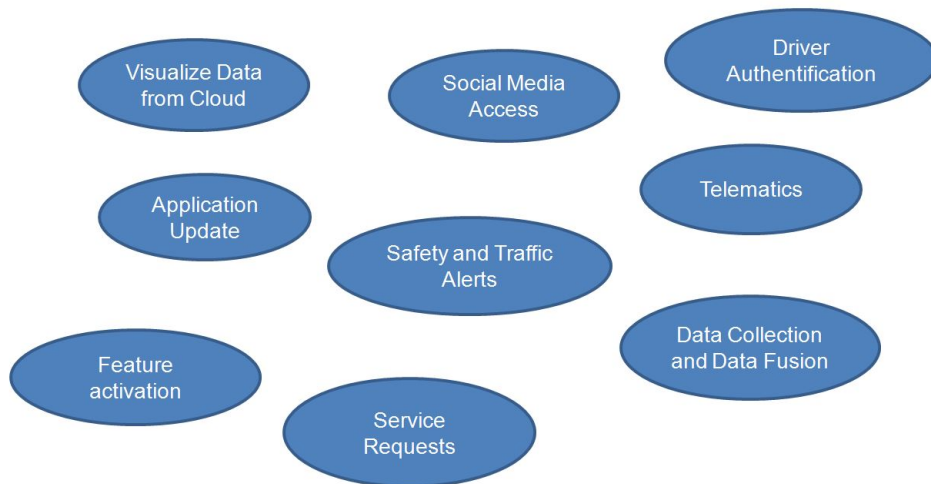 Visualize Data
from Cloud
Social Media
Access
Driver
Authentification
Application
Update
Safety and Traffic
Alerts
Telematics
Feature
activation
Service
Requests
Data Collection
and Data Fusion